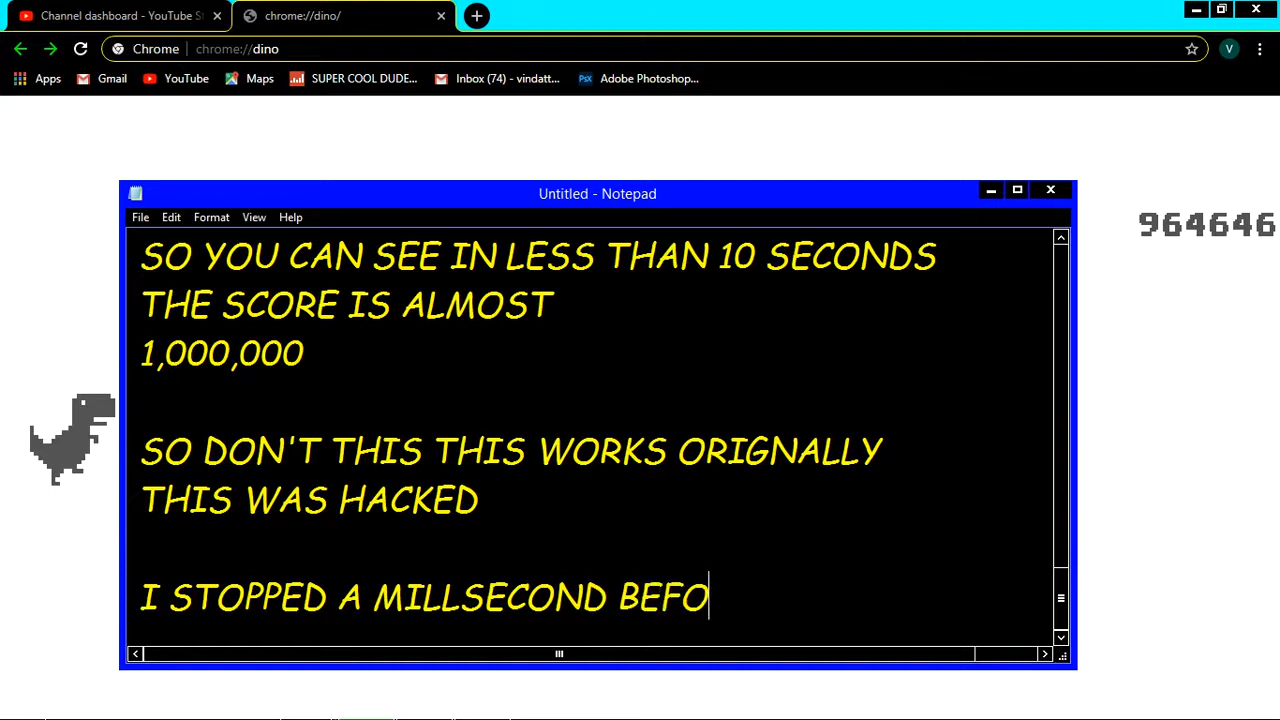 Channel dashboard - YouTube S
chrome://dino/
Chrome
chrome://dino
V
Apps
Gmail
YouTube
Maps
SUPER COOL DUDE...
Inbox (74) - vindatt...
PsX
Adobe Photoshop...
Untitled - Notepad
File Edit Format View Help
964646
SO YOU CAN SEE IN LESS THAN 10 SECONDS
THE SCORE IS ALMOST
1,000,000
SO DON'T THIS THIS WORKS ORIGNALLY
THIS WAS HACKED
I STOPPED A MILLSECOND BEFO